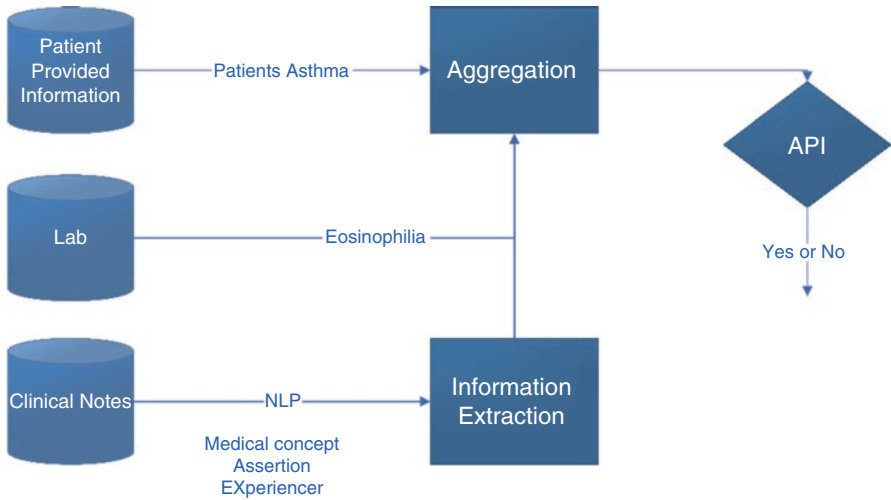 Patient
Provided
Information
Patients Asthma
Aggregation
API
Lab
Eosinophilia
Yes or No
Clinical Notes
NLP
Information
Extraction
Medical concept
Assertion
EXperiencer